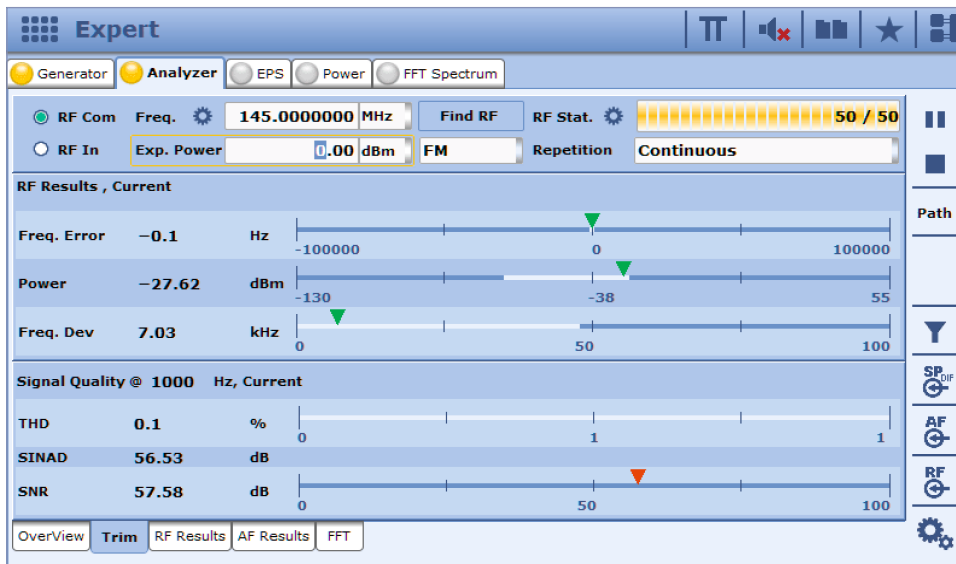 Expert
Generator Analyzer EPS Power FFT Spectrum
RF Com Freq. 145.0000000 MHz Find RF RF Stat. 50 / 50
RF In Exp. Power 0.00 dBm FM Repetition Continuous
RF Results , Current
Path
Freq. Error −0.1 Hz
-100000 0 100000
Power −27.62 dBm
-130 -38 55
Freq. Dev 7.03 kHz
0 50 100
Signal Quality @ 1000 Hz, Current
SPDIF
THD 0.1 %
0 1 1
AF
SINAD 56.53 dB
SNR 57.58 dB
RF
0 50 100
OverView Trim RF Results AF Results FFT